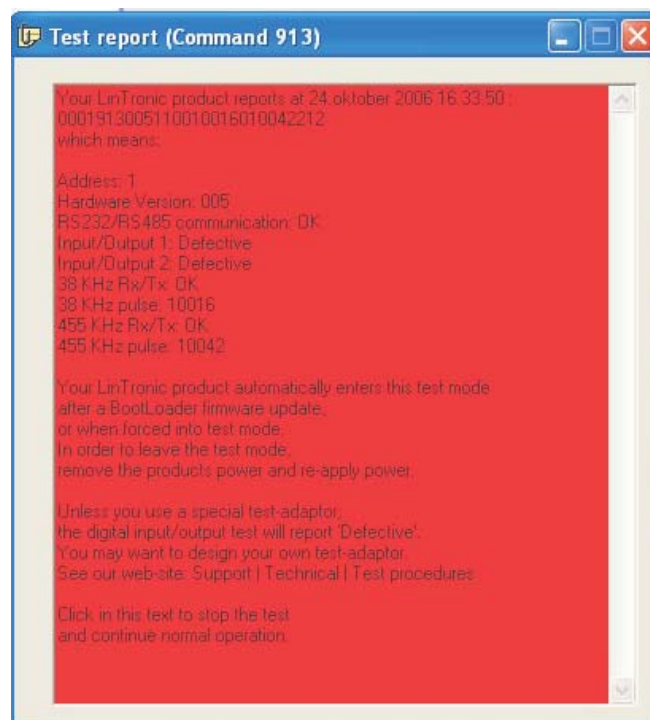 Test report (Command 913)
Your LinTronic product reports at 24.oktober 2006 16.33.50 :
0001913005110010016010042212
which means:
Address: 1
Hardware Version: 005
RS232/RS485 communication: OK
Input/Output 1: Defective
Input/Output 2: Defective
38 KHz Rx/Tx: OK
38 KHz pulse: 10016
455 KHz Rx/Tx: OK
455 KHz pulse: 10042
Your LinTronic product automatically enters this test mode
after a BootLoader firmware update,
or when forced into test mode.
In order to leave the test mode,
remove the products power and re-apply power.
Unless you use a special test-adaptor,
the digital input/output test will report 'Defective'.
You may want to design your own test-adaptor.
See our web-site: Support | Technical | Test procedures
Click in this text to stop the test
and continue normal operation.